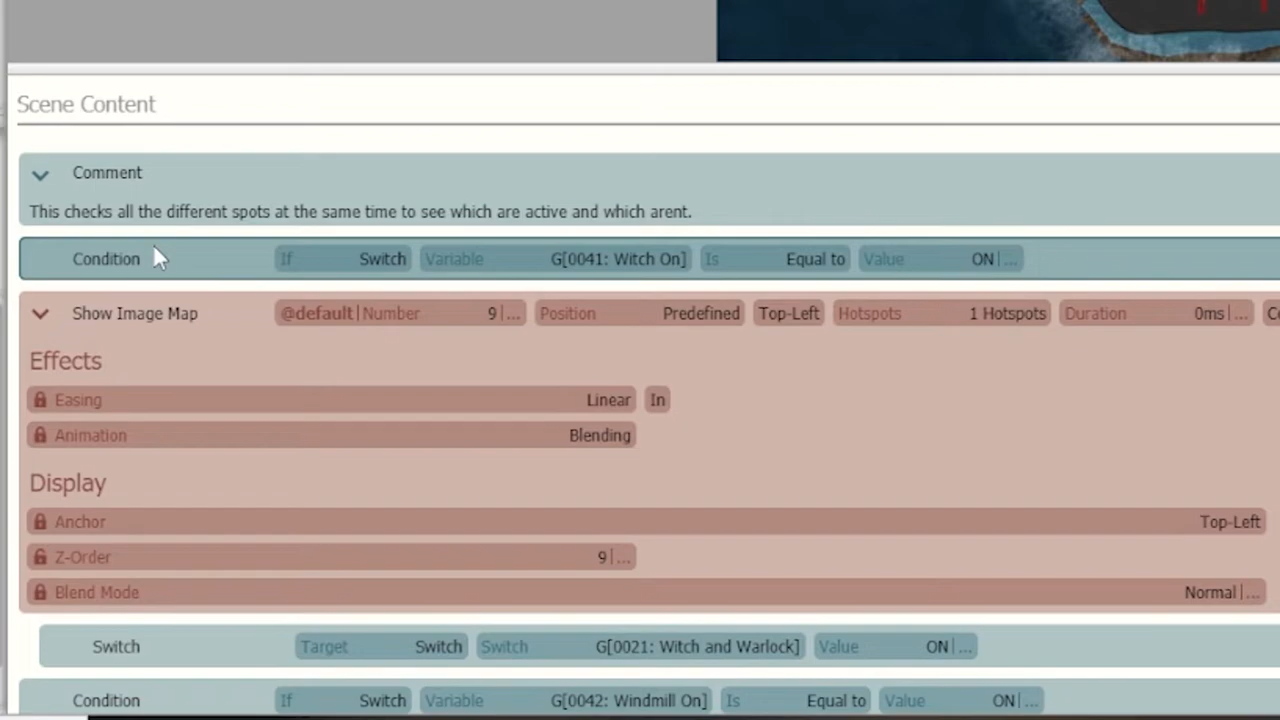 Scene Content
Comment
This checks all the different spots at the same time to see which are active and which arent.
Condition If Switch Variable G[0041: Witch On] Is Equal to Value ON|...
Show Image Map @default|Number 9|... Position Predefined Top-Left Hotspots 1 Hotspots Duration 0ms|...
Effects
Easing Linear In
Animation Blending
Display
Anchor Top-Left
Z-Order 9|...
Blend Mode Normal|...
Switch Target Switch Switch G[0021: Witch and Warlock] Value ON|...
Condition If Switch Variable G[0042: Windmill On] Is Equal to Value ON|...